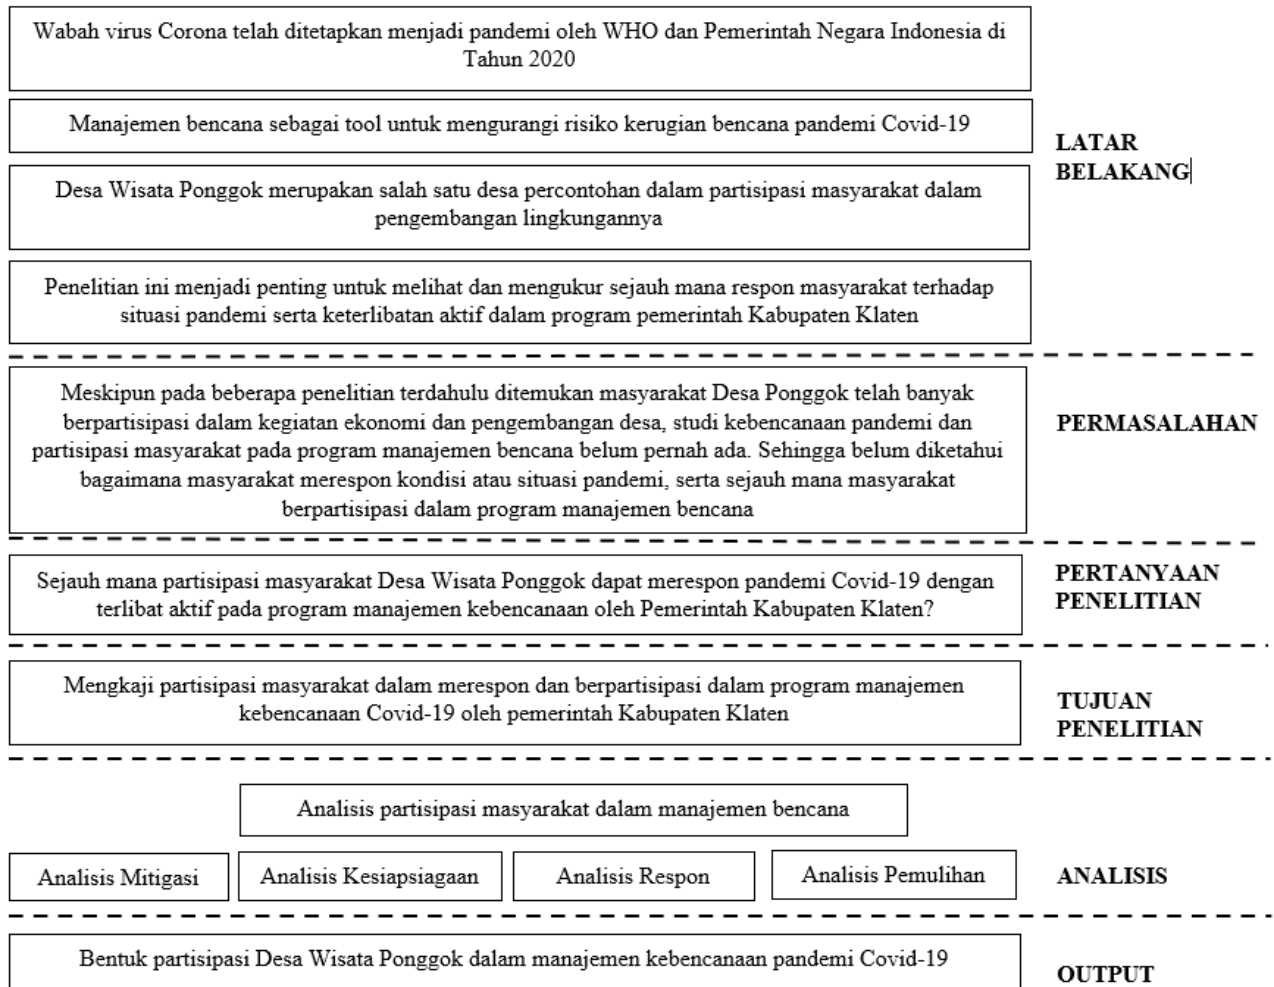 Wabah virus Corona telah ditetapkan menjadi pandemi oleh WHO dan Pemerintah Negara Indonesia di
Tahun 2020
Manajemen bencana sebagai tool untuk mengurangi risiko kerugian bencana pandemi Covid-19
LATAR
BELAKANG
Desa Wisata Ponggok merupakan salah satu desa percontohan dalam partisipasi masyarakat dalam
pengembangan lingkungannya
Penelitian ini menjadi penting untuk melihat dan mengukur sejauh mana respon masyarakat terhadap
situasi pandemi serta keterlibatan aktif dalam program pemerintah Kabupaten Klaten
Meskipun pada beberapa penelitian terdahulu ditemukan masyarakat Desa Ponggok telah banyak
berpartisipasi dalam kegiatan ekonomi dan pengembangan desa, studi kebencanaan pandemi dan
partisipasi masyarakat pada program manajemen bencana belum pernah ada. Sehingga belum diketahui
bagaimana masyarakat merespon kondisi atau situasi pandemi, serta sejauh mana masyarakat
berpartisipasi dalam program manajemen bencana
PERMASALAHAN
Sejauh mana partisipasi masyarakat Desa Wisata Ponggok dapat merespon pandemi Covid-19 dengan
terlibat aktif pada program manajemen kebencanaan oleh Pemerintah Kabupaten Klaten?
PERTANYAAN
PENELITIAN
Mengkaji partisipasi masyarakat dalam merespon dan berpartisipasi dalam program manajemen
kebencanaan Covid-19 oleh pemerintah Kabupaten Klaten
TUJUAN
PENELITIAN
Analisis partisipasi masyarakat dalam manajemen bencana
Analisis Mitigasi
Analisis Kesiapsiagaan
Analisis Respon
Analisis Pemulihan
ANALISIS
Bentuk partisipasi Desa Wisata Ponggok dalam manajemen kebencanaan pandemi Covid-19
OUTPUT